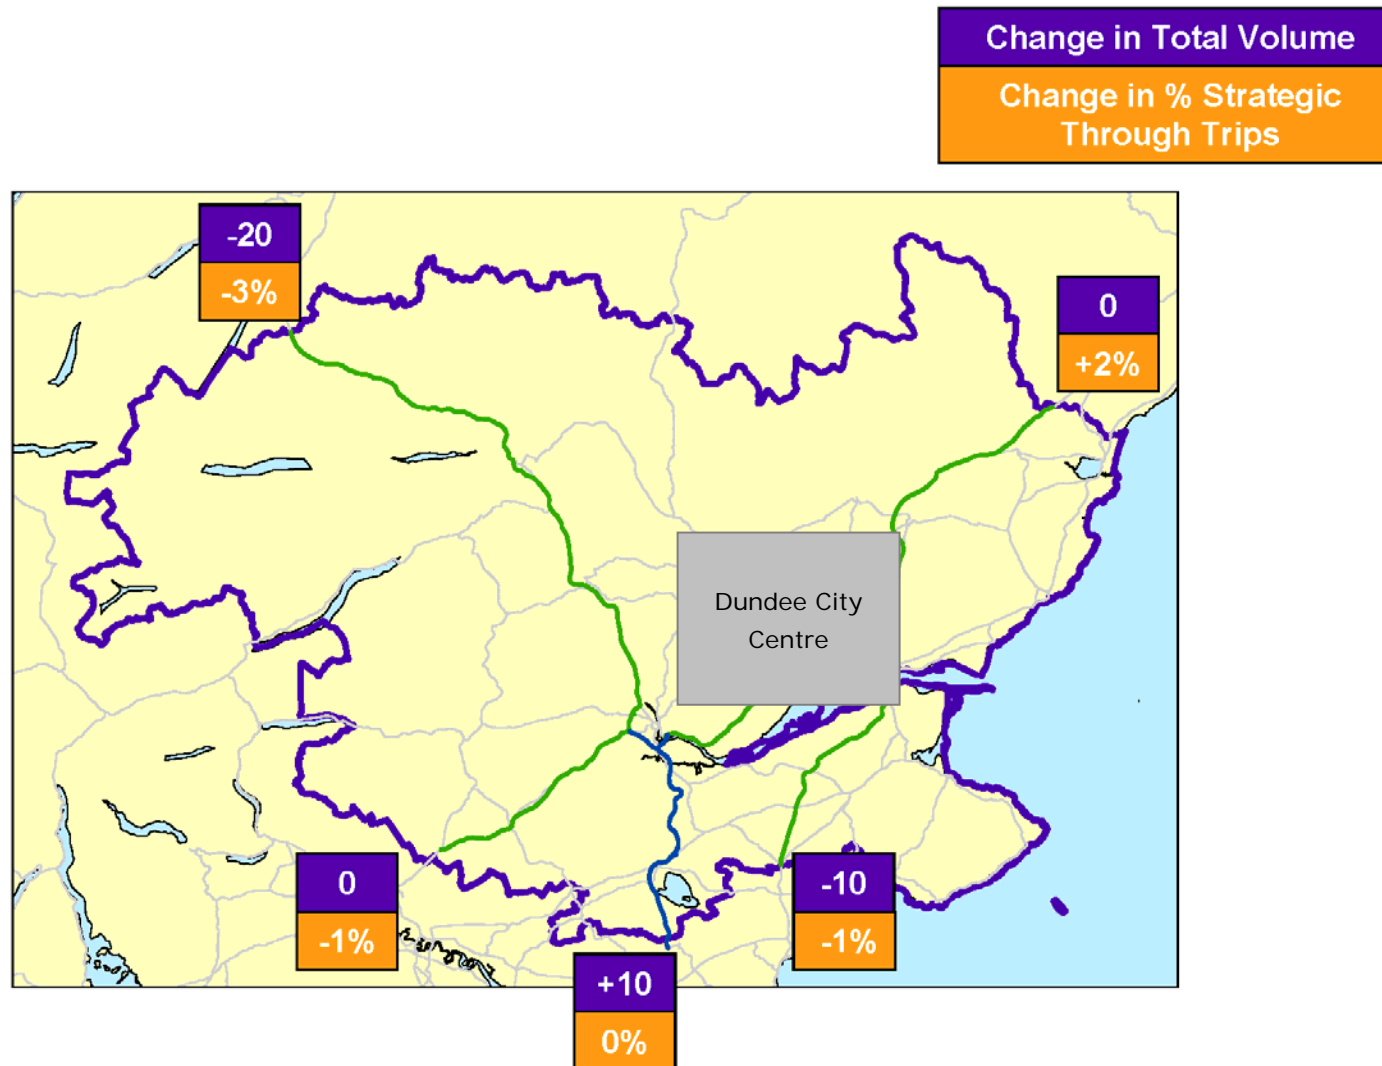 Change in Total Volume
Change in % Strategic
Through Trips
-20
-3%
0
+2%
Dundee City
Centre
0
-1%
-10
-1%
+10
0%